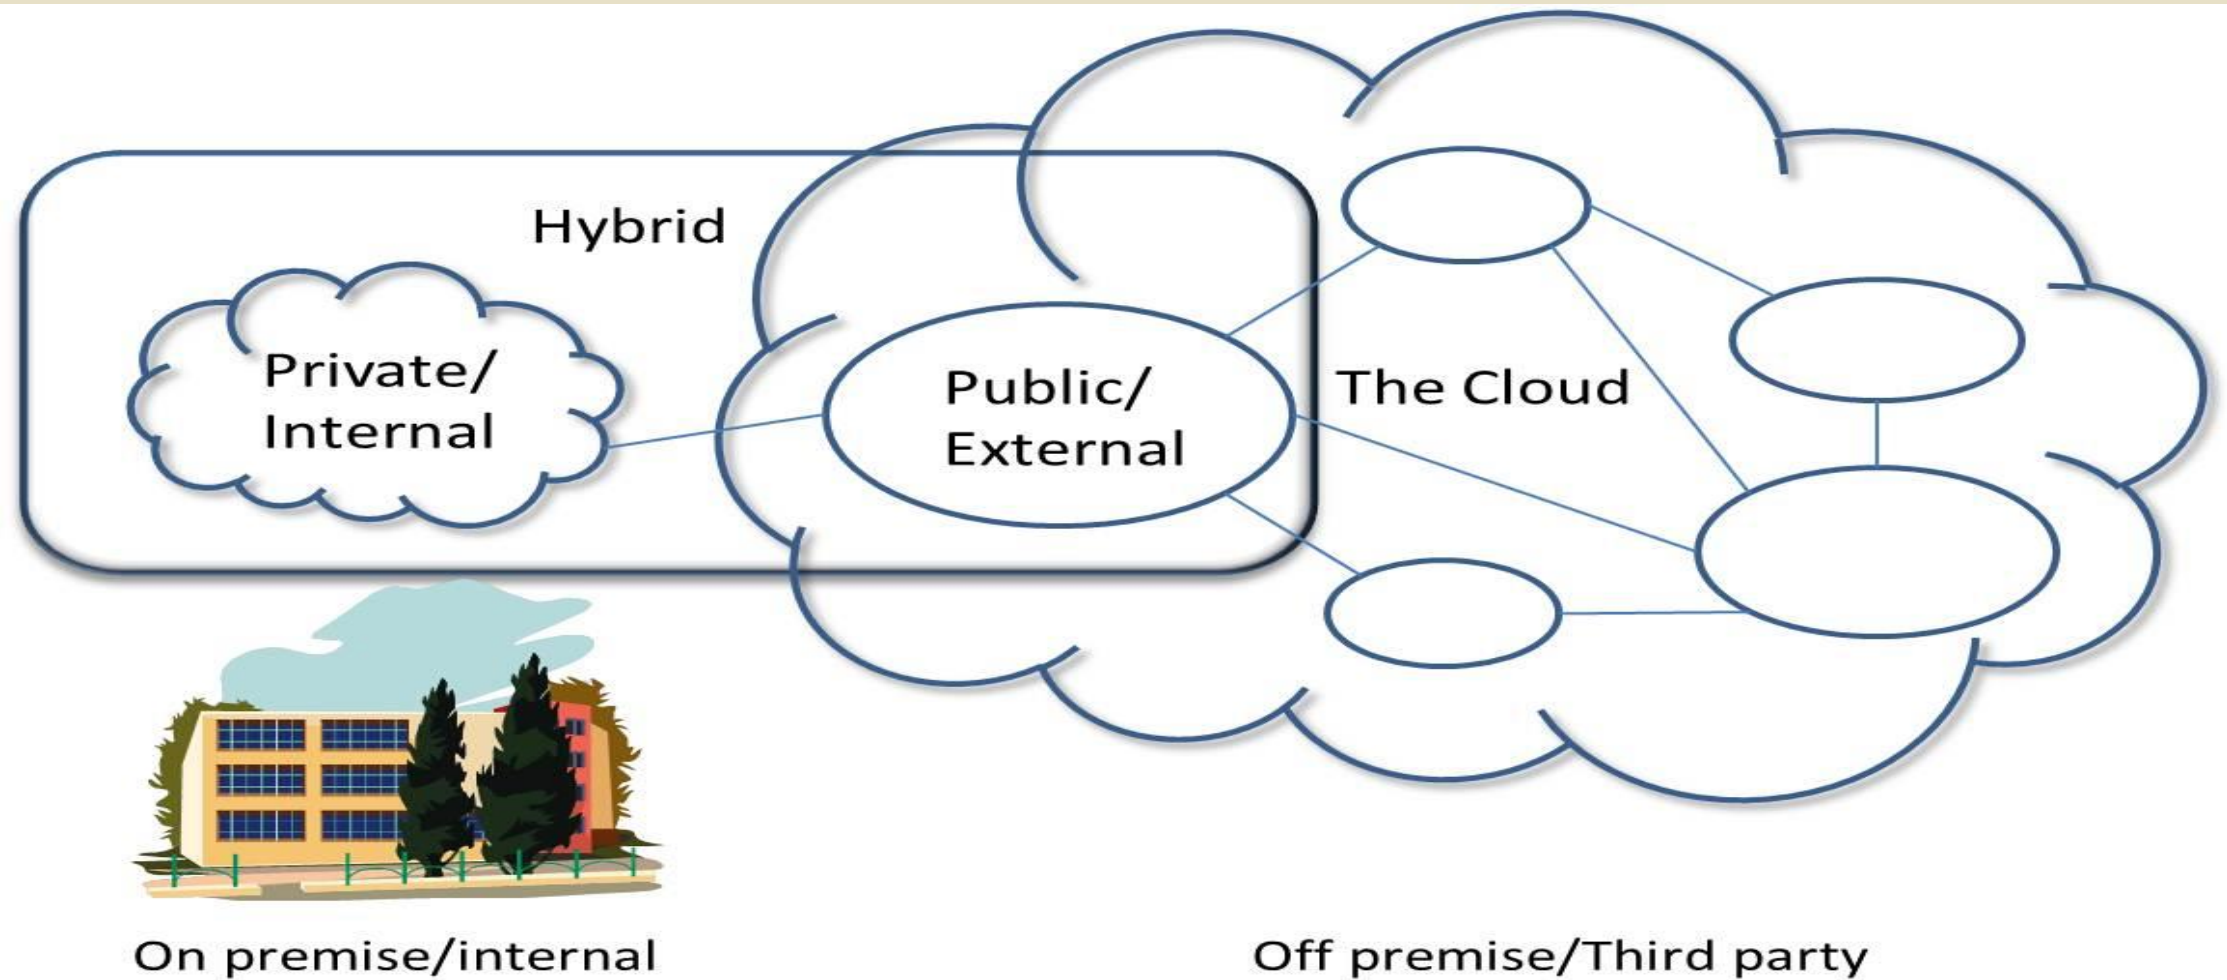 Hybrid
Private/
Internal
Public/
External
The Cloud
On premise/internal
Off premise/Third party